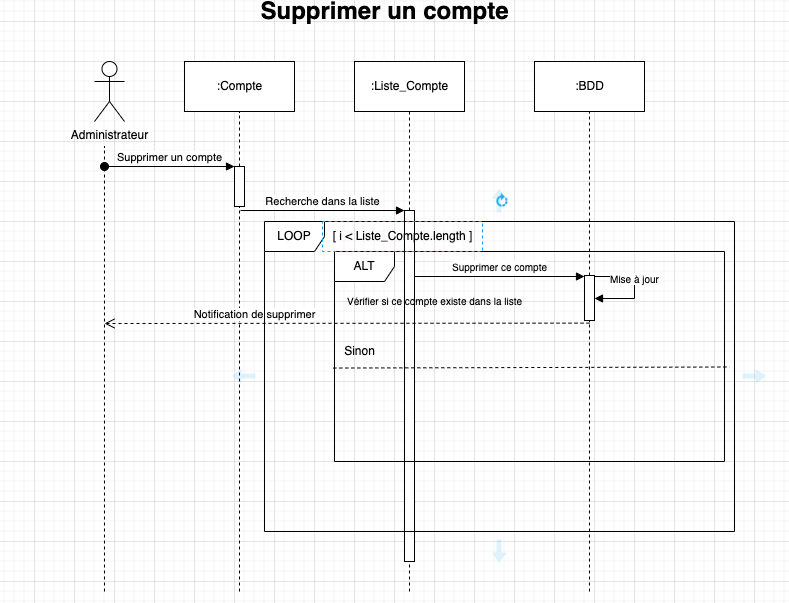 Supprimer un compte
:Compte
:Liste_Compte
:BDD
Administrateur
Supprimer un compte
Recherche dans la liste
LOOP
[ i < Liste_Compte.length ]
ALT
Supprimer ce compte
Mise à jour
Vérifier si ce compte existe dans la liste
Notification de supprimer
Sinon